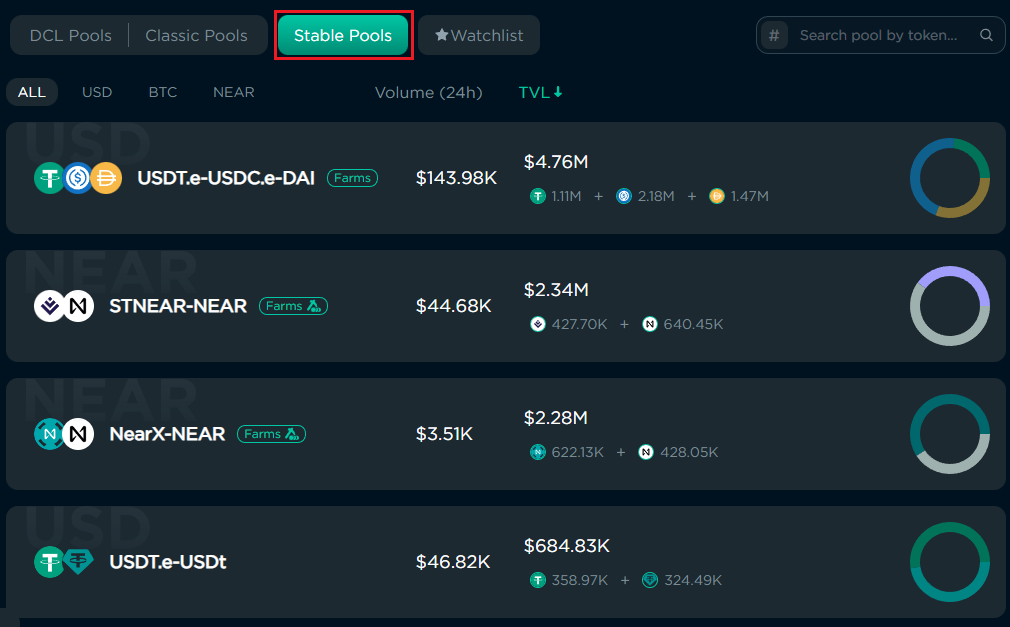 DCL Pools Classic Pools Stable Pools ★Watchlist # Search pool by token...
ALL USD BTC NEAR Volume (24h) TVL↓
USD
USDT.e-USDC.e-DAI Farms $143.98K $4.76M
1.11M + 2.18M + 1.47M
NEAR
STNEAR-NEAR Farms $44.68K $2.34M
427.70K + 640.45K
NEAR
NearX-NEAR Farms $3.51K $2.28M
622.13K + 428.05K
USD
USDT.e-USDt $46.82K $684.83K
358.97K + 324.49K